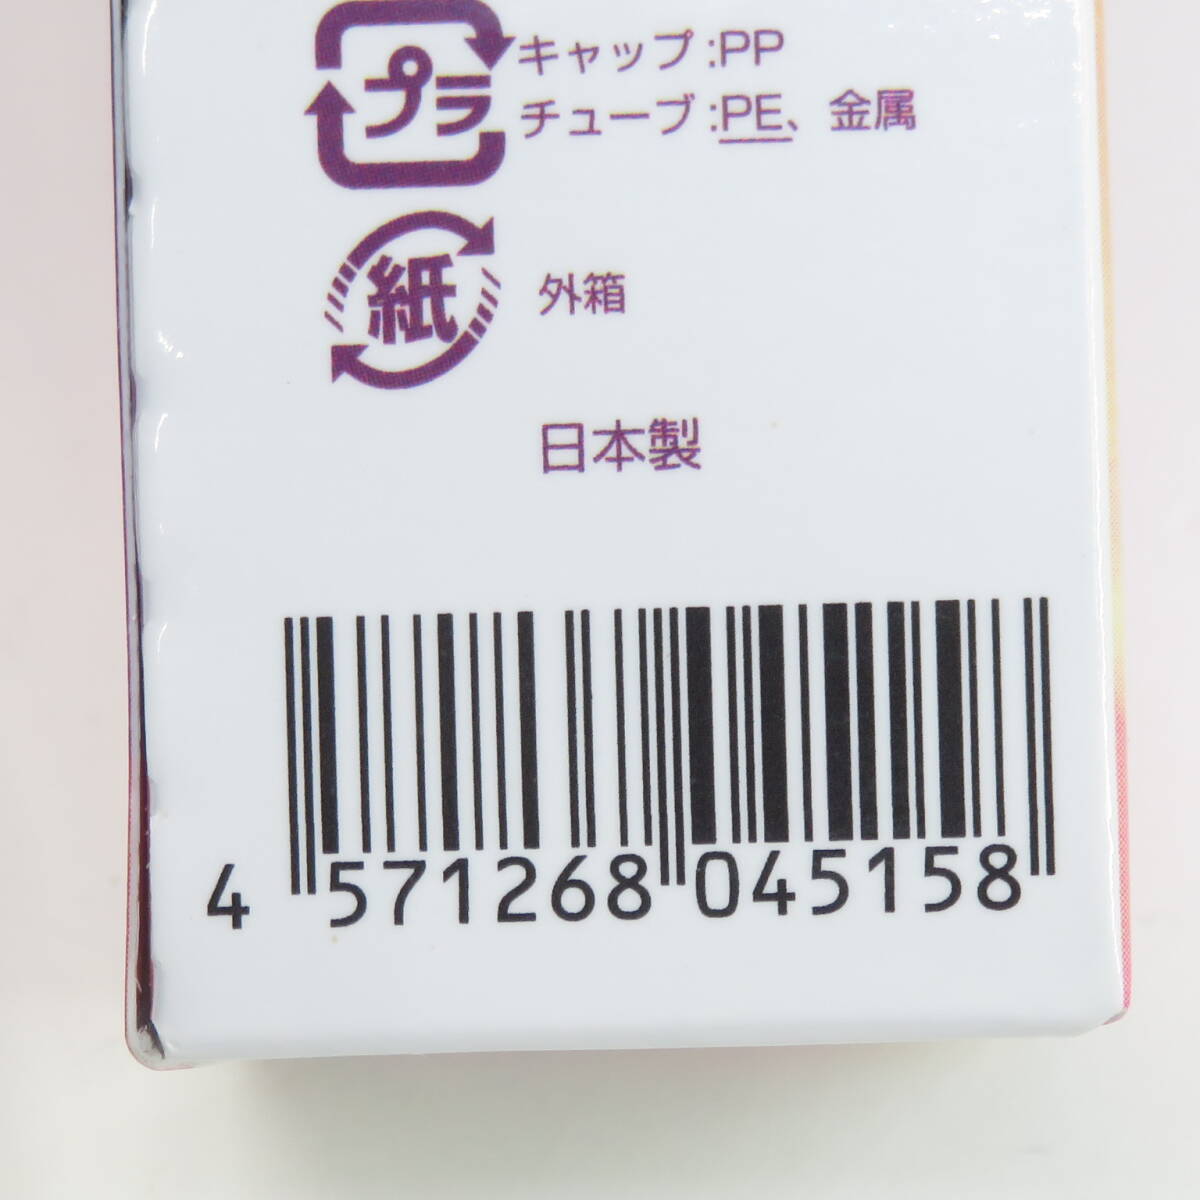 プラ
キャップ:PP
チューブ:PE、金属
紙
外箱
日本製
4 571268 045158